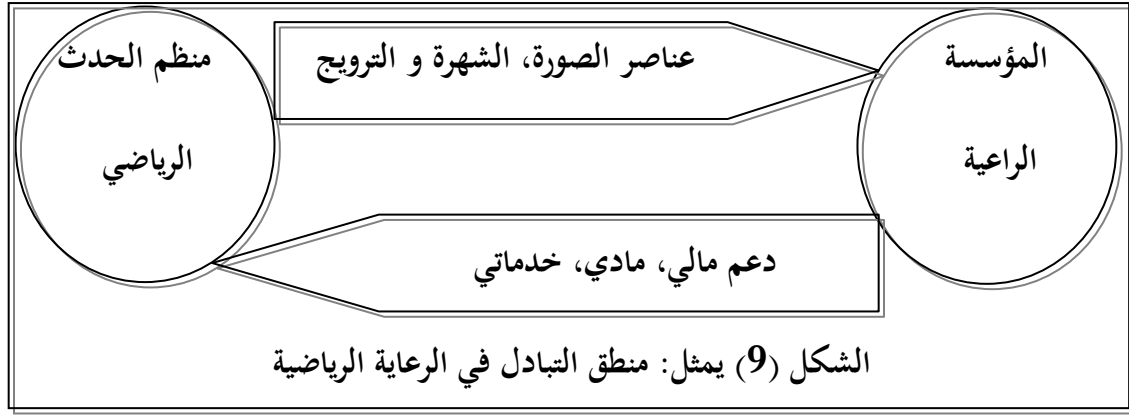 المؤسسة
الراعية
عناصر الصورة، الشهرة و الترويج
منظم الحدث
الرياضي
دعم مالي، مادي، خدماتي
الشكل (9) يمثل: منطق التبادل في الرعاية الرياضية